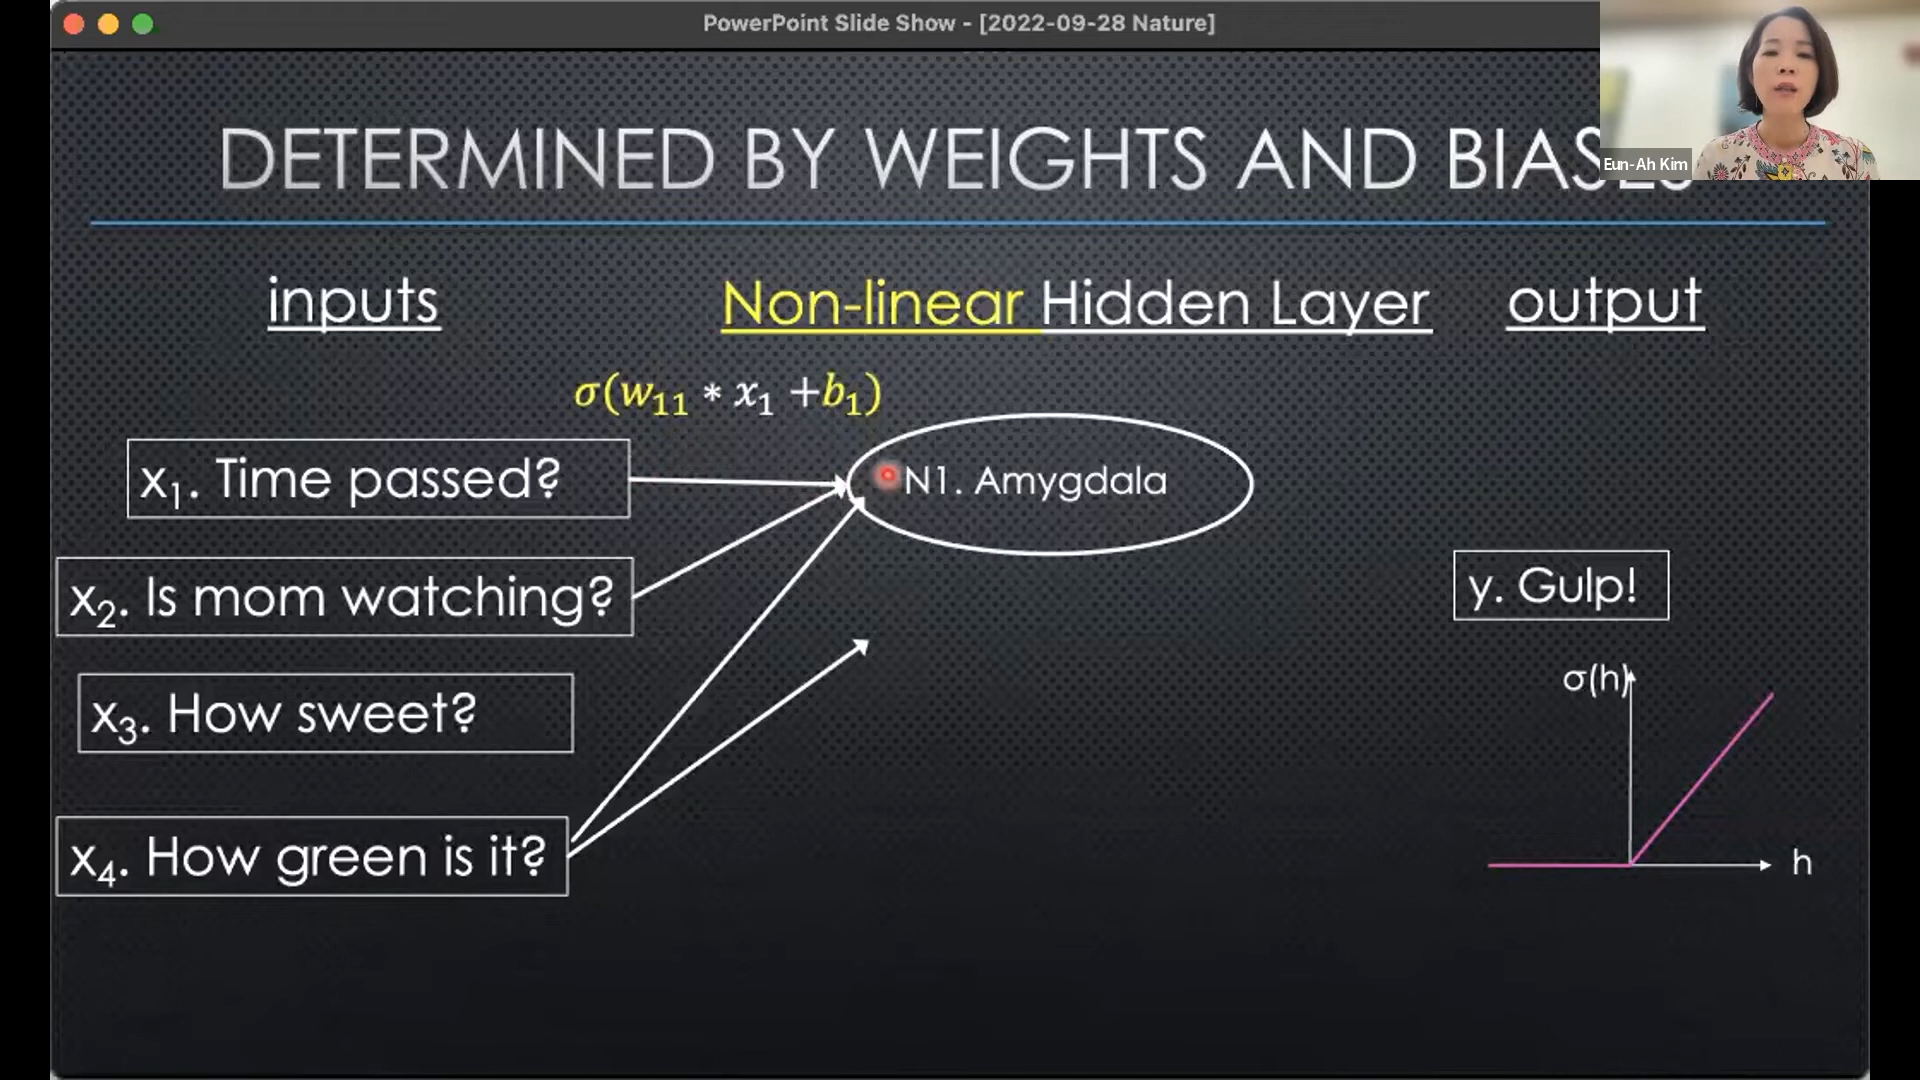 PowerPoint Slide Show - [2022-09-28 Nature]
DETERMINED BY WEIGHTS AND BIASES
Eun-Ah Kim
inputs
Non-linear Hidden Layer
output
σ(w₁₁ * x₁ +b₁)
x₁. Time passed?
N1. Amygdala
x₂. Is mom watching?
y. Gulp!
x₃. How sweet?
σ(h)
x₄. How green is it?
h